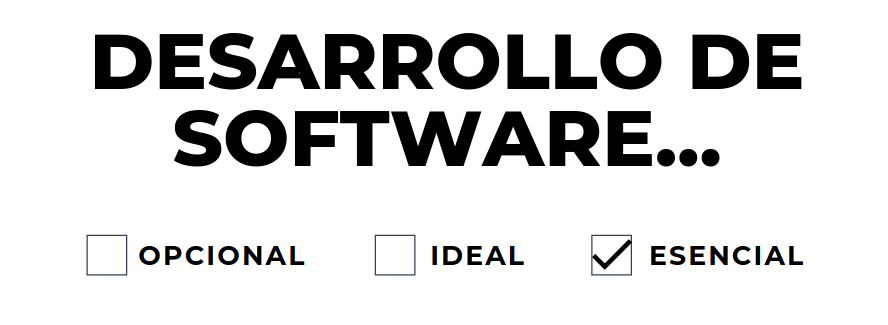 DESARROLLO DE
SOFTWARE...
OPCIONAL IDEAL ESENCIAL